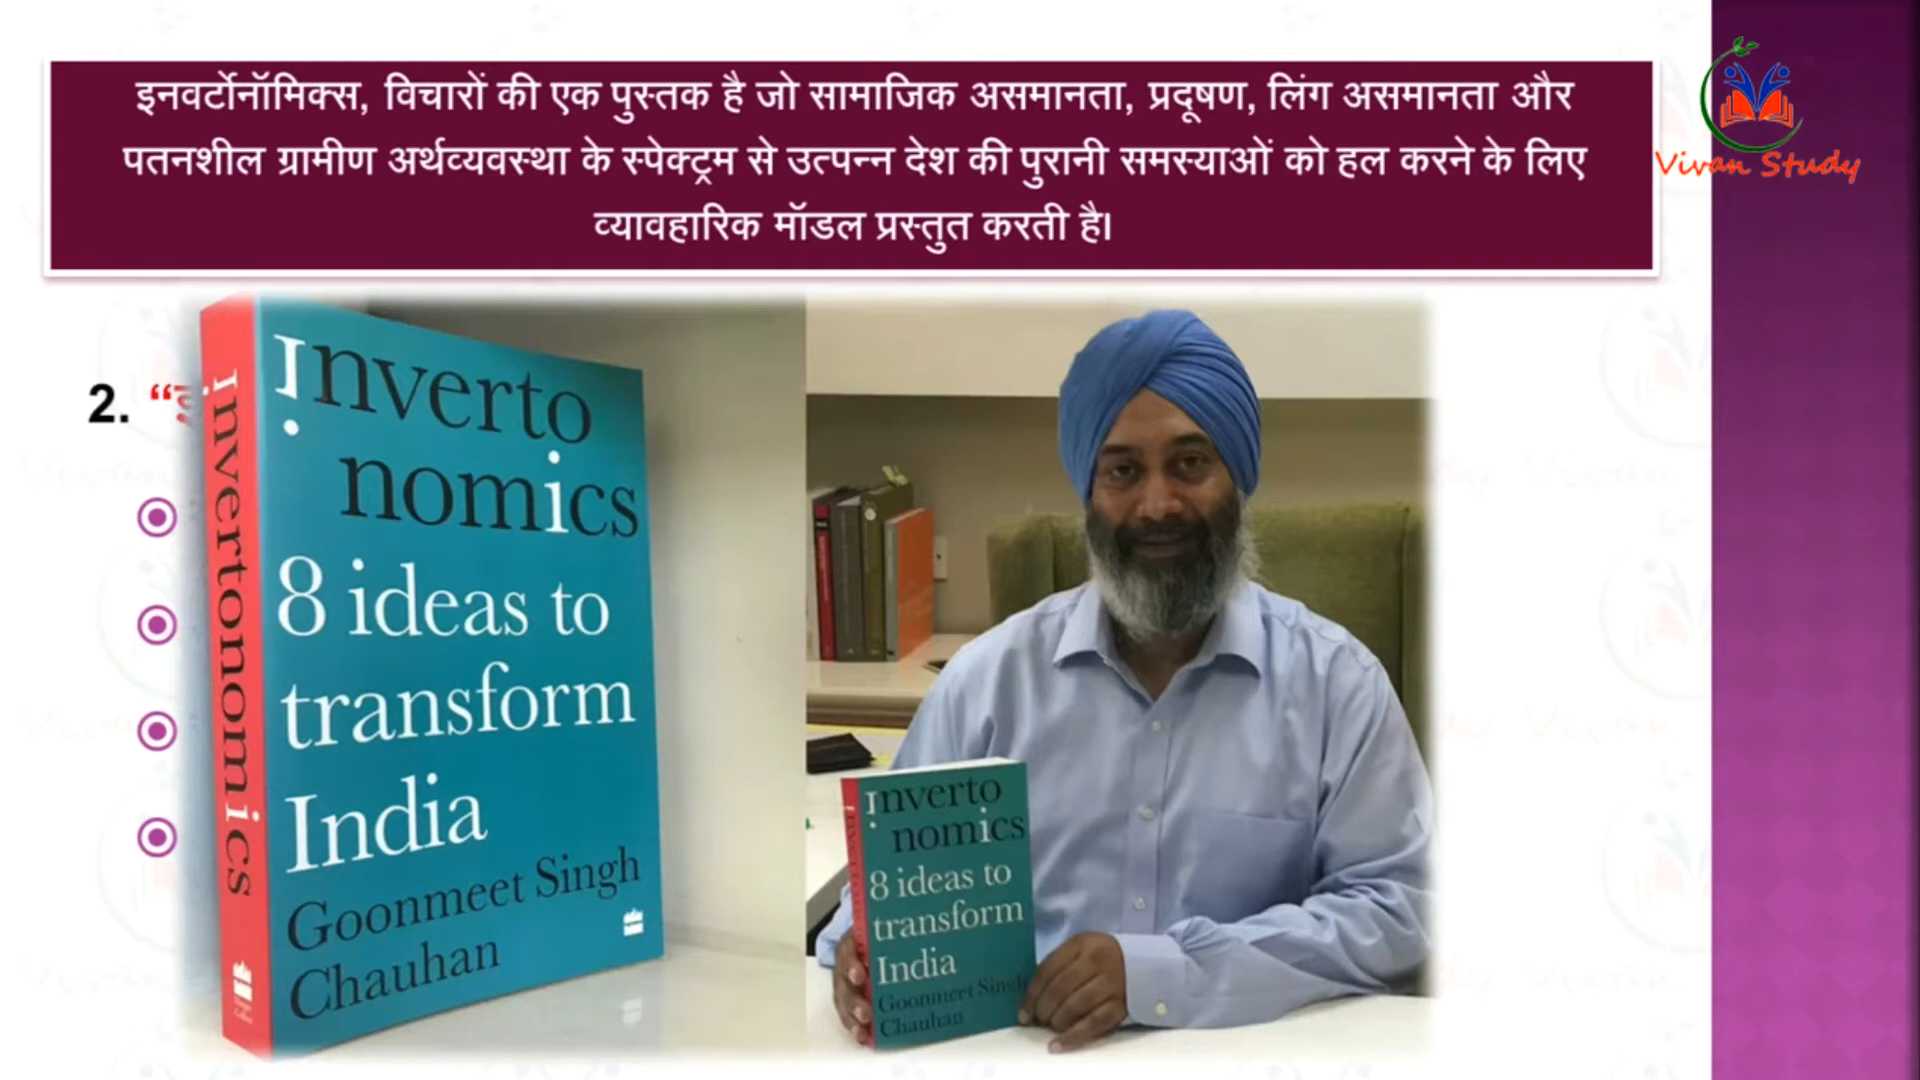 इनवर्टोनॉमिक्स, विचारों की एक पुस्तक है जो सामाजिक असमानता, प्रदूषण, लिंग असमानता और
पतनशील ग्रामीण अर्थव्यवस्था के स्पेक्ट्रम से उत्पन्न देश की पुरानी समस्याओं को हल करने के लिए
व्यावहारिक मॉडल प्रस्तुत करती है।
Vivan Study
2. “
invertonomics
inverto
nomics
8 ideas to
transform
India
Goonmeet Singh
Chauhan
inverto
nomics
8 ideas to
transform
India
Goonmeet Singh
Chauhan